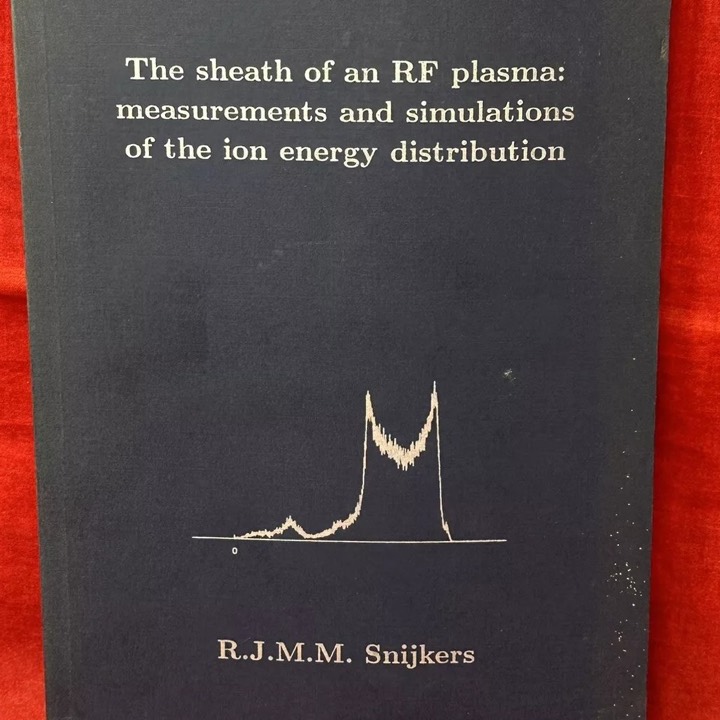 The sheath of an RF plasma:
measurements and simulations
of the ion energy distribution
0
R.J.M.M. Snijkers